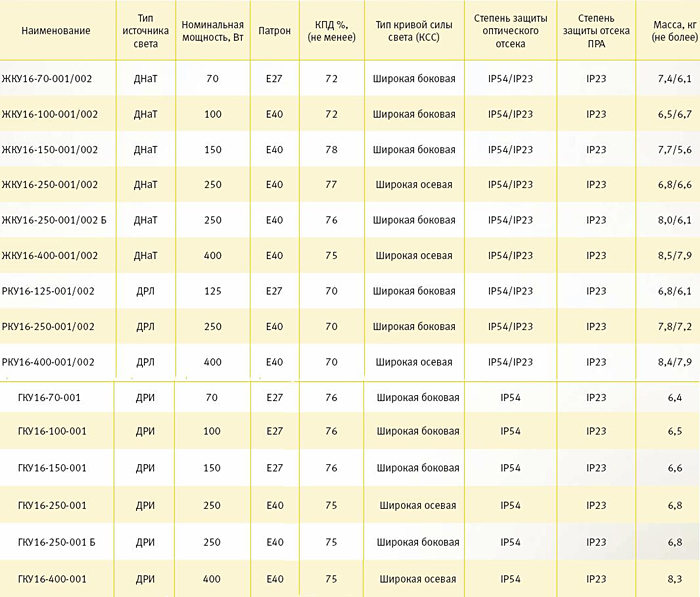 Наименование Тип источника света Номинальная мощность, Вт Патрон КПД %, (не менее) Тип кривой силы света (КСС) Степень защиты оптического отсека Степень защиты отсека ПРА Масса, кг (не более)
ЖКУ16-70-001/002 ДНаТ 70 E27 72 Широкая боковая IP54/IP23 IP23 7,4/6,1
ЖКУ16-100-001/002 ДНаТ 100 E40 72 Широкая боковая IP54/IP23 IP23 6,5/6,7
ЖКУ16-150-001/002 ДНаТ 150 E40 78 Широкая боковая IP54/IP23 IP23 7,7/5,6
ЖКУ16-250-001/002 ДНаТ 250 E40 77 Широкая осевая IP54/IP23 IP23 6,8/6,6
ЖКУ16-250-001/002 Б ДНаТ 250 E40 76 Широкая боковая IP54/IP23 IP23 8,0/6,1
ЖКУ16-400-001/002 ДНаТ 400 E40 75 Широкая осевая IP54/IP23 IP23 8,5/7,9
РКУ16-125-001/002 ДРЛ 125 E27 70 Широкая боковая IP54/IP23 IP23 6,8/6,1
РКУ16-250-001/002 ДРЛ 250 E40 70 Широкая боковая IP54/IP23 IP23 7,8/7,2
РКУ16-400-001/002 ДРЛ 400 E40 70 Широкая осевая IP54/IP23 IP23 8,4/7,9
ГКУ16-70-001 ДРИ 70 E27 76 Широкая боковая IP54 IP23 6,4
ГКУ16-100-001 ДРИ 100 E27 76 Широкая боковая IP54 IP23 6,5
ГКУ16-150-001 ДРИ 150 E27 76 Широкая боковая IP54 IP23 6,6
ГКУ16-250-001 ДРИ 250 E40 75 Широкая осевая IP54 IP23 6,8
ГКУ16-250-001 Б ДРИ 250 E40 75 Широкая боковая IP54 IP23 6,8
ГКУ16-400-001 ДРИ 400 E40 75 Широкая осевая IP54 IP23 8,3